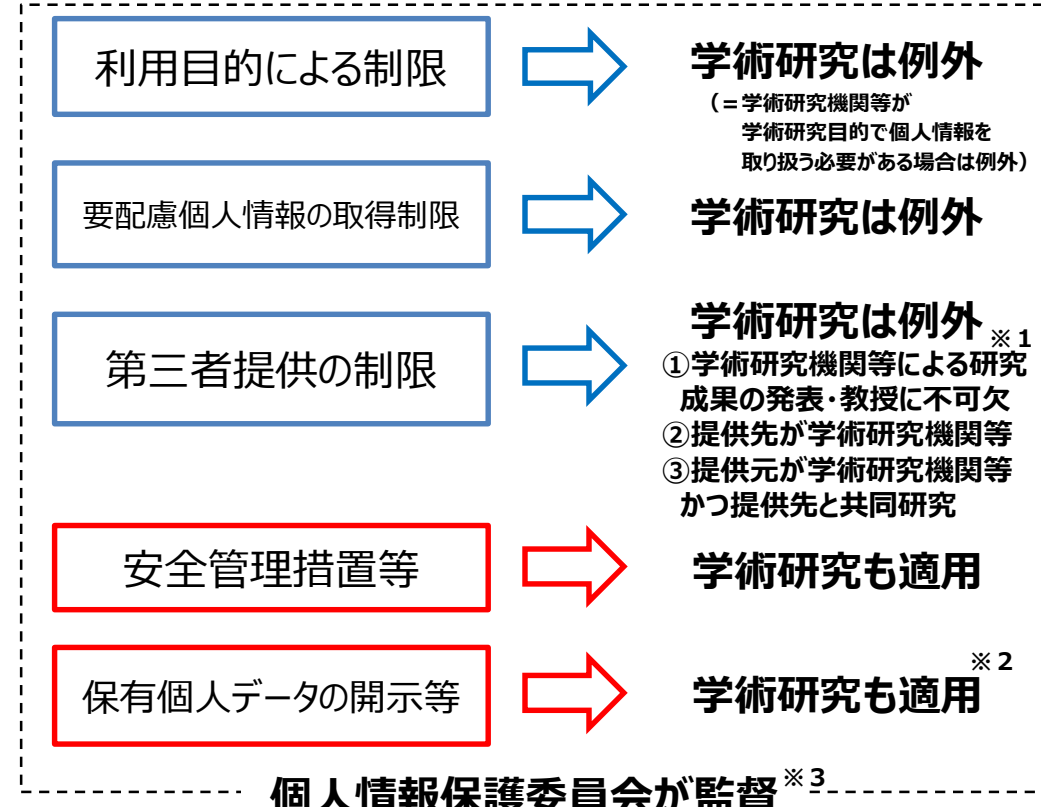 利用目的による制限
学術研究は例外
（＝学術研究機関等が
学術研究目的で個人情報を
取り扱う必要がある場合は例外）
要配慮個人情報の取得制限
学術研究は例外
第三者提供の制限
学術研究は例外※1
①学術研究機関等による研究
成果の発表・教授に不可欠
②提供先が学術研究機関等
③提供元が学術研究機関等
かつ提供先と共同研究
安全管理措置等
学術研究も適用
保有個人データの開示等
学術研究も適用※2
個人情報保護委員会が監督※3